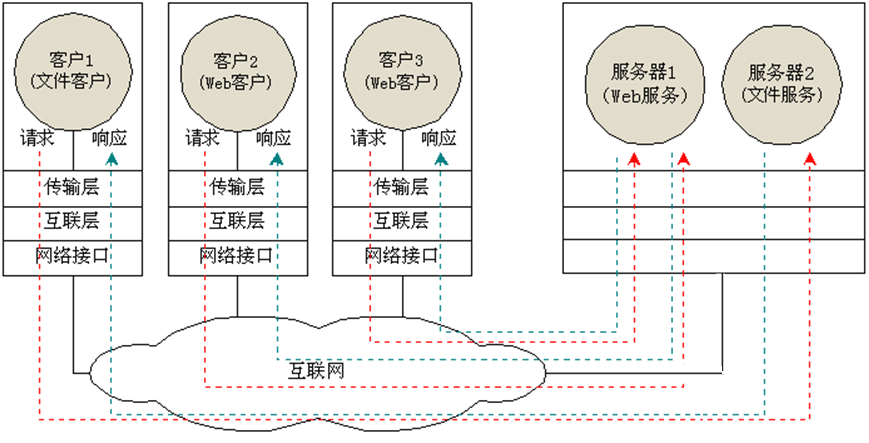 客户1
(文件客户)
客户2
(Web客户)
客户3
(Web客户)
服务器1
(Web服务)
服务器2
(文件服务)
请求
响应
请求
响应
请求
响应
传输层
传输层
传输层
互联层
互联层
互联层
网络接口
网络接口
网络接口
互联网